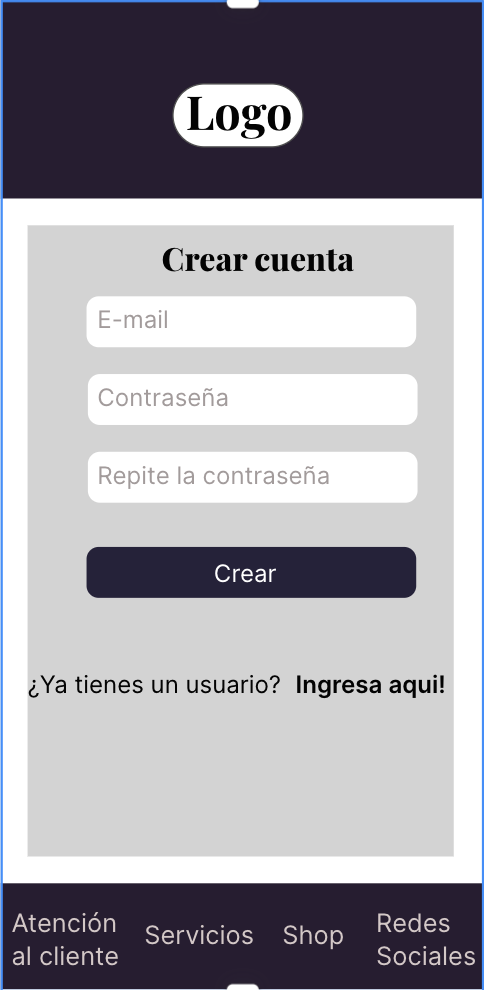 Logo
Crear cuenta
E-mail
Contraseña
Repite la contraseña
Crear
¿Ya tienes un usuario? Ingresa aqui!
Atención
al cliente
Servicios
Shop
Redes
Sociales